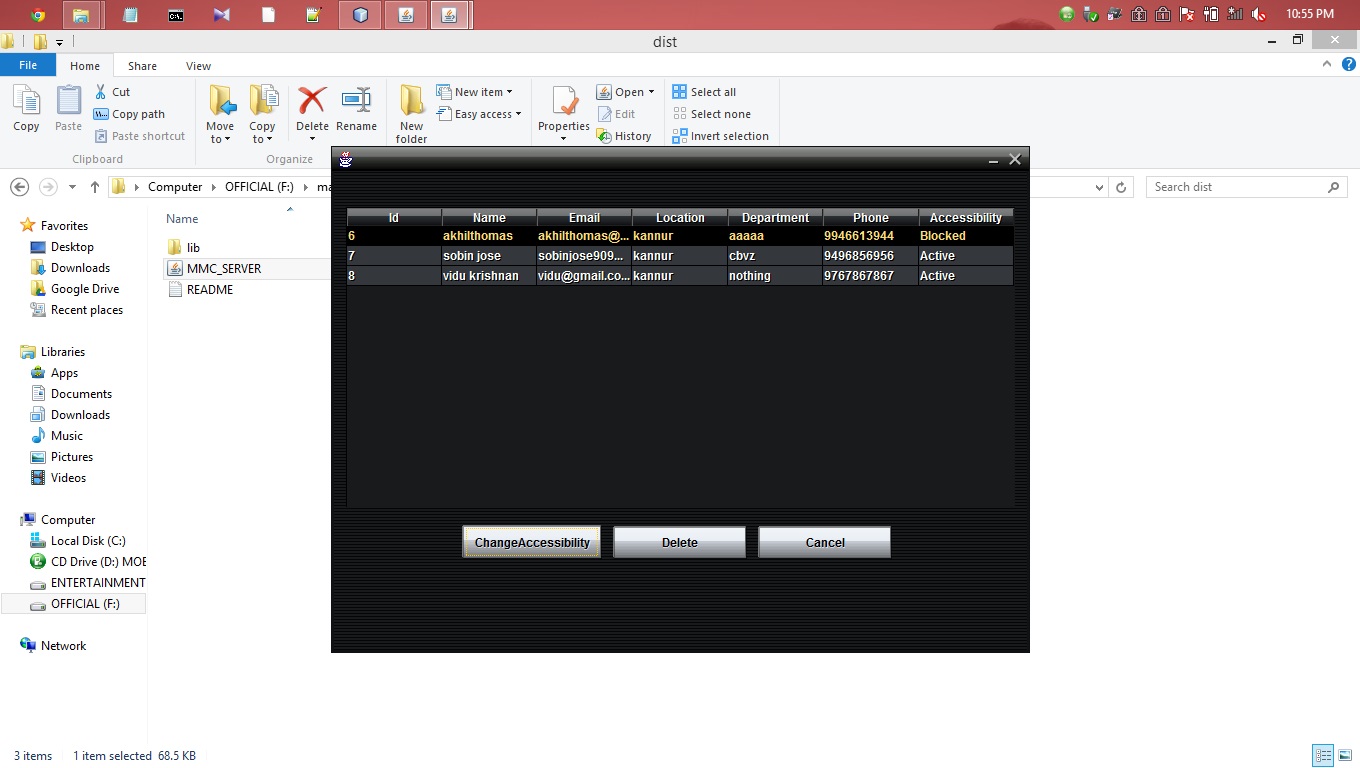 10:55 PM
dist
File Home Share View
Copy Paste Cut Copy path Paste shortcut
Clipboard
Move to Copy to Delete Rename
Organize
New folder New item Easy access
Properties Open Edit History
Select all Select none Invert selection
Computer OFFICIAL (F:) ma
Search dist
Favorites
Desktop
Downloads
Google Drive
Recent places
Libraries
Apps
Documents
Downloads
Music
Pictures
Videos
Computer
Local Disk (C:)
CD Drive (D:) MOB
ENTERTAINMENT
OFFICIAL (F:)
Network
Name
lib
MMC_SERVER
README
Id Name Email Location Department Phone Accessibility
6 akhilthomas akhilthomas@... kannur aaaaa 9946613944 Blocked
7 sobin jose sobinjose909... kannur cbvz 9496856956 Active
8 vidu krishnan vidu@gmail.co... kannur nothing 9767867867 Active
ChangeAccessibility Delete Cancel
3 items 1 item selected 68.5 KB